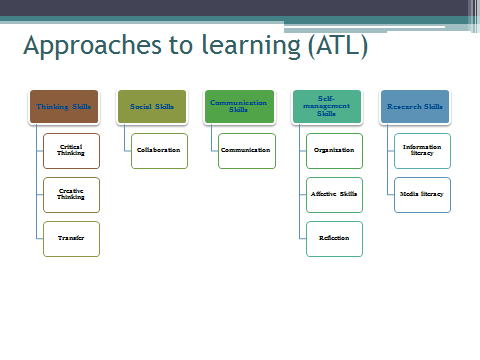 Approaches to learning (ATL)
Thinking Skills
Critical
Thinking
Creative
Thinking
Transfer
Social Skills
Collaboration
Communication
Skills
Communication
Self-
management
Skills
Organization
Affective Skills
Reflection
Research Skills
Information
literacy
Media literacy